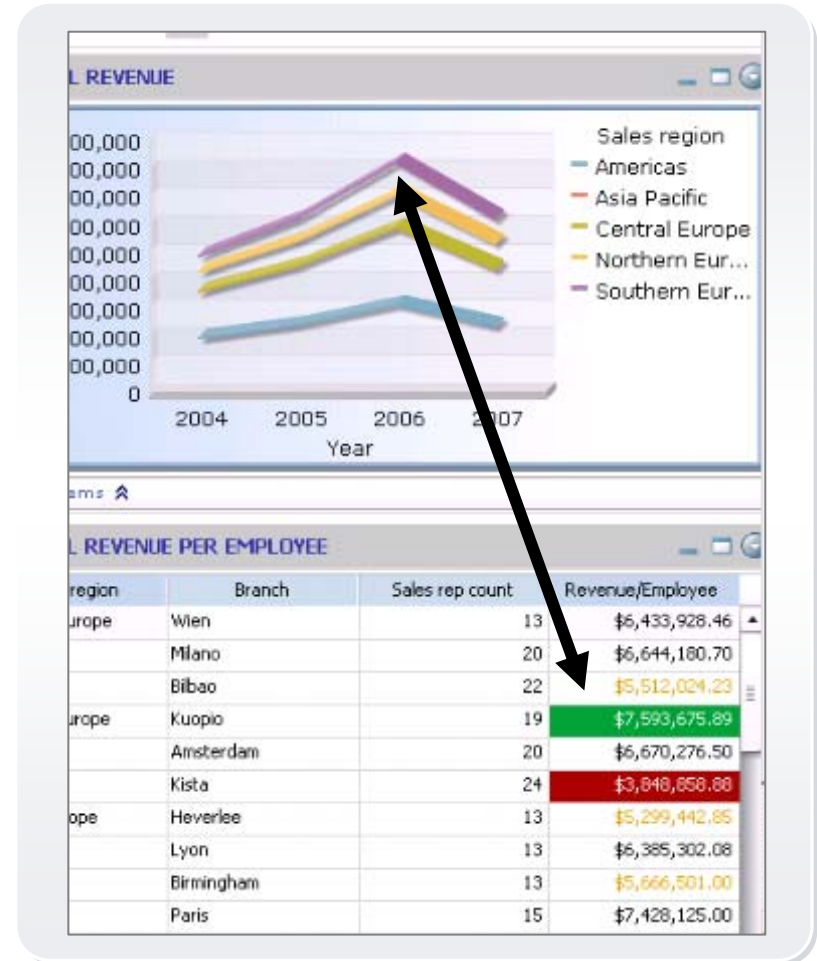 L REVENUE
00,000
00,000
00,000
00,000
00,000
00,000
00,000
00,000
00,000
0
2004 2005 2006 2007
Year
Sales region
Americas
Asia Pacific
Central Europe
Northern Eur...
Southern Eur...
ems
L REVENUE PER EMPLOYEE
region Branch Sales rep count Revenue/Employee
urope Wien 13 $6,433,928.46
Milano 20 $6,644,180.70
Bilbao 22 $5,512,024.23
urope Kuopio 19 $7,593,675.89
Amsterdam 20 $6,670,276.50
Kista 24 $3,848,858.88
ope Heverlee 13 $5,299,442.85
Lyon 13 $6,385,302.08
Birmingham 13 $5,666,501.00
Paris 15 $7,428,125.00